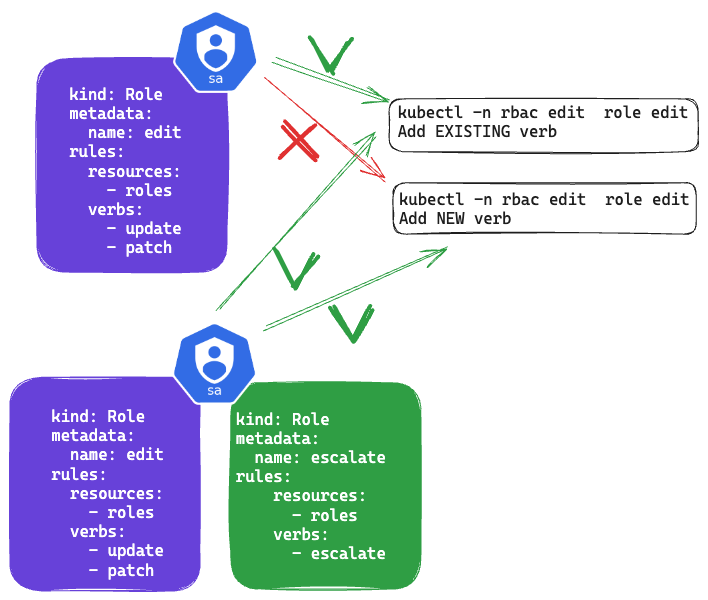 sa
kind: Role
metadata:
  name: edit
rules:
  resources:
    - roles
  verbs:
    - update
    - patch
kubectl -n rbac edit  role edit
Add EXISTING verb
kubectl -n rbac edit  role edit
Add NEW verb
sa
kind: Role
metadata:
  name: edit
rules:
  resources:
    - roles
  verbs:
    - update
    - patch
kind: Role
metadata:
  name: escalate
rules:
    resources:
      - roles
    verbs:
      - escalate